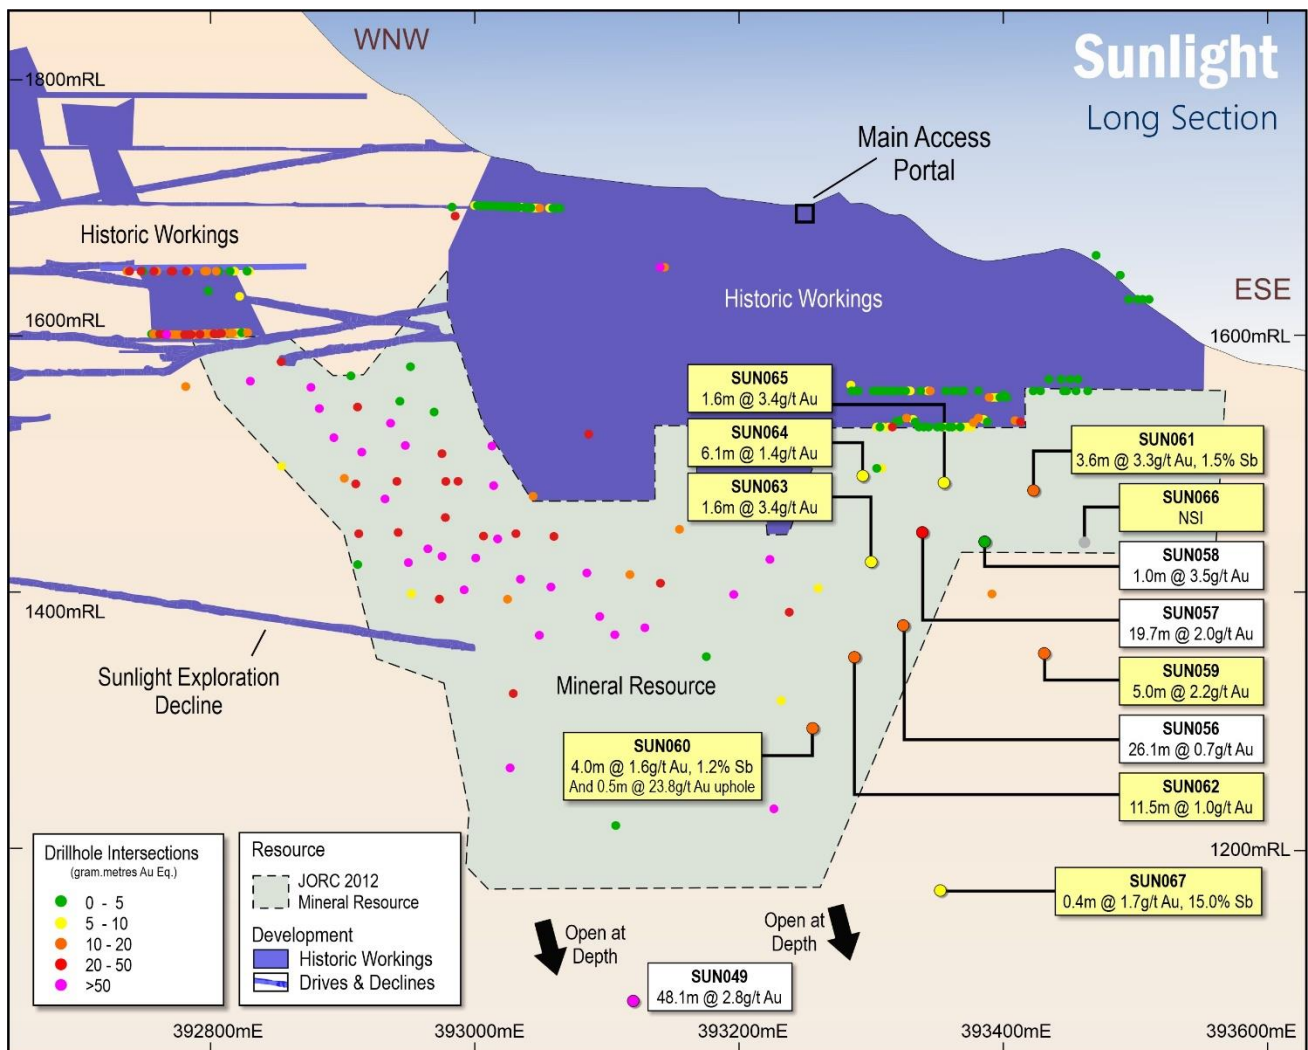 WNW
Sunlight
Long Section
1800mRL
Main Access
Portal
Historic Workings
Historic Workings
ESE
1600mRL
1600mRL
SUN065
1.6m @ 3.4g/t Au
SUN064
6.1m @ 1.4g/t Au
SUN063
1.6m @ 3.4g/t Au
SUN061
3.6m @ 3.3g/t Au, 1.5% Sb
SUN066
NSI
SUN058
1.0m @ 3.5g/t Au
SUN057
19.7m @ 2.0g/t Au
SUN059
5.0m @ 2.2g/t Au
SUN056
26.1m @ 0.7g/t Au
SUN062
11.5m @ 1.0g/t Au
1400mRL
Sunlight Exploration
Decline
Mineral Resource
SUN060
4.0m @ 1.6g/t Au, 1.2% Sb
And 0.5m @ 23.8g/t Au uphole
1200mRL
SUN067
0.4m @ 1.7g/t Au, 15.0% Sb
Open at
Depth
Open at
Depth
SUN049
48.1m @ 2.8g/t Au
Drillhole Intersections
(gram.metres Au Eq.)
0 - 5
5 - 10
10 - 20
20 - 50
>50
Resource
JORC 2012
Mineral Resource
Development
Historic Workings
Drives & Declines
392800mE
393000mE
393200mE
393400mE
393600mE